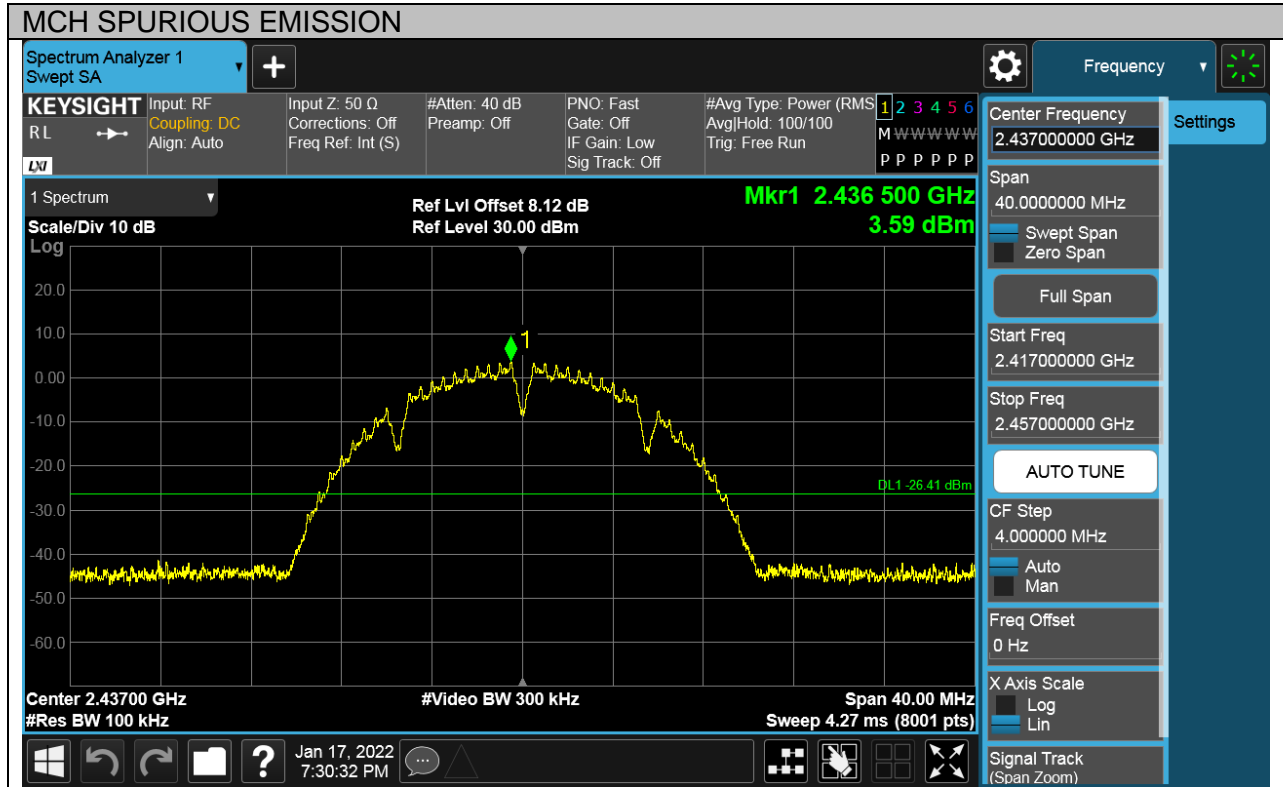 MCH SPURIOUS EMISSION
Spectrum Analyzer 1
Swept SA
+
Frequency
KEYSIGHT
RL
LXI
Input: RF
Coupling: DC
Align: Auto
Input Z: 50 Ω
Corrections: Off
Freq Ref: Int (S)
#Atten: 40 dB
Preamp: Off
PNO: Fast
Gate: Off
IF Gain: Low
Sig Track: Off
#Avg Type: Power (RMS
Avg|Hold: 100/100
Trig: Free Run
1 2 3 4 5 6
M W W W W W
P P P P P P
1 Spectrum
Scale/Div 10 dB
Log
Ref Lvl Offset 8.12 dB
Ref Level 30.00 dBm
Mkr1 2.436 500 GHz
3.59 dBm
20.0
10.0
0.00
-10.0
-20.0
-30.0
-40.0
-50.0
-60.0
1
DL1 -26.41 dBm
Center 2.43700 GHz
#Res BW 100 kHz
#Video BW 300 kHz
Span 40.00 MHz
Sweep 4.27 ms (8001 pts)
Center Frequency
2.437000000 GHz
Settings
Span
40.0000000 MHz
Swept Span
Zero Span
Full Span
Start Freq
2.417000000 GHz
Stop Freq
2.457000000 GHz
AUTO TUNE
CF Step
4.000000 MHz
Auto
Man
Freq Offset
0 Hz
X Axis Scale
Log
Lin
Signal Track
(Span Zoom)
?
Jan 17, 2022
7:30:32 PM